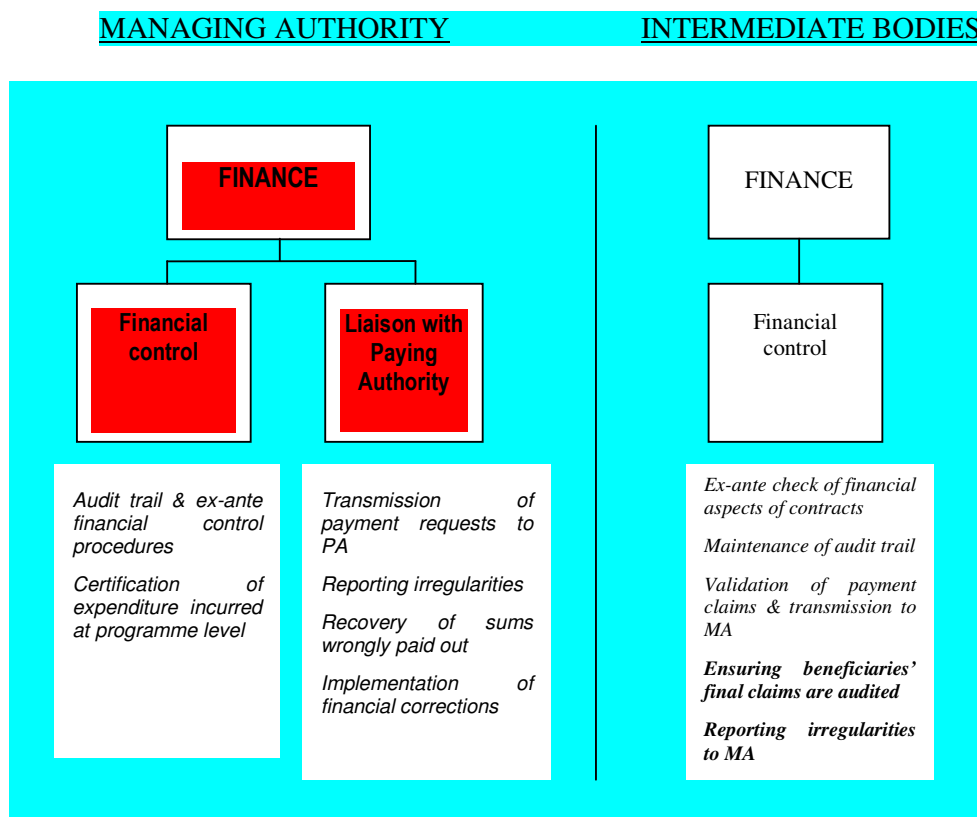 MANAGING AUTHORITY
INTERMEDIATE BODIES
FINANCE
Financial
control
Liaison with
Paying
Authority
Audit trail & ex-ante
financial control
procedures
Certification of
expenditure incurred
at programme level
Transmission of
payment requests to
PA
Reporting irregularities
Recovery of sums
wrongly paid out
Implementation of
financial corrections
FINANCE
Financial
control
Ex-ante check of financial
aspects of contracts
Maintenance of audit trail
Validation of payment
claims & transmission to
MA
Ensuring beneficiaries’
final claims are audited
Reporting irregularities
to MA